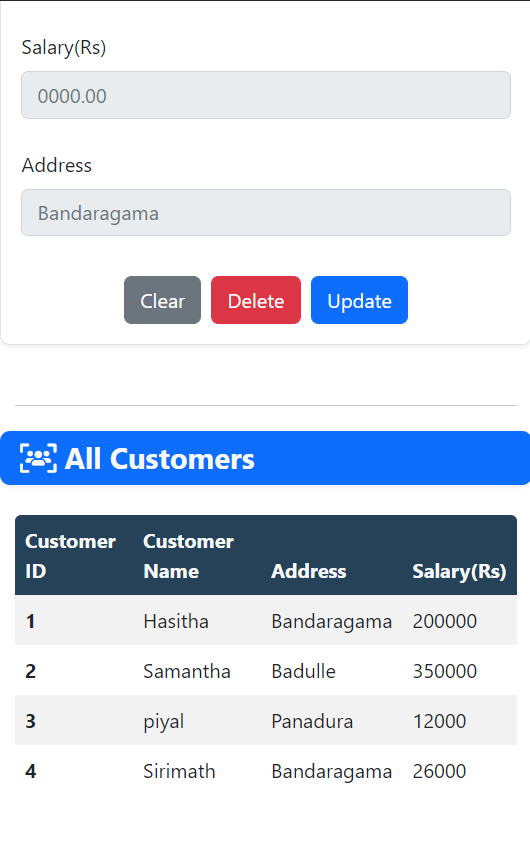 Salary(Rs)
0000.00
Address
Bandaragama
Clear Delete Update
All Customers
Customer ID Customer Name Address Salary(Rs)
1 Hasitha Bandaragama 200000
2 Samantha Badulle 350000
3 piyal Panadura 12000
4 Sirimath Bandaragama 26000